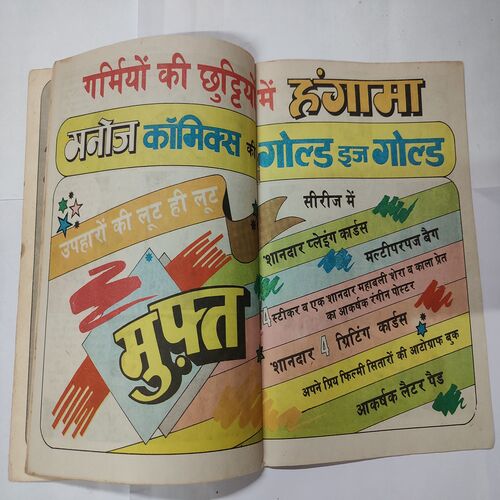 गर्मियों की छुट्टियों में हंगामा
मनोज कॉमिक्स की गोल्ड इज गोल्ड
सीरीज में
उपहारों की लूट ही लूट
मुफ़्त
शानदार प्लेइंग कार्डस
मल्टीपरपज बैग
4 स्टीकर व एक शानदार महाबली शेरा व काला प्रेत
का आकर्षक रंगीन पोस्टर
शानदार 4 ग्रिटिंग कार्डस
अपने प्रिय फिल्मी सितारों की आटोग्राफ बुक
आकर्षक लैटर पैड